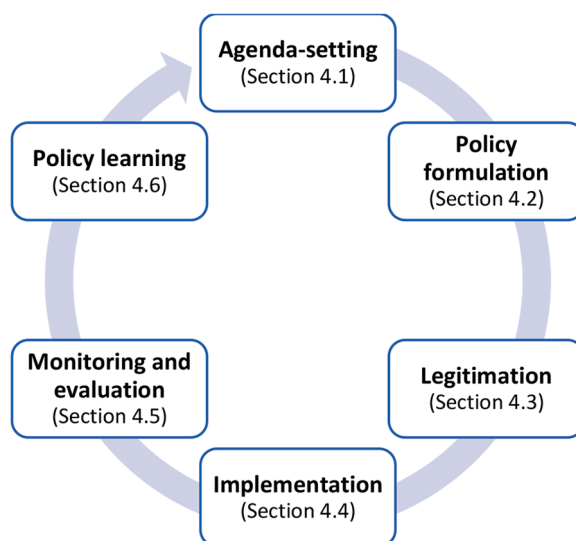 Agenda-setting
(Section 4.1)
Policy
formulation
(Section 4.2)
Legitimation
(Section 4.3)
Implementation
(Section 4.4)
Monitoring and
evaluation
(Section 4.5)
Policy learning
(Section 4.6)